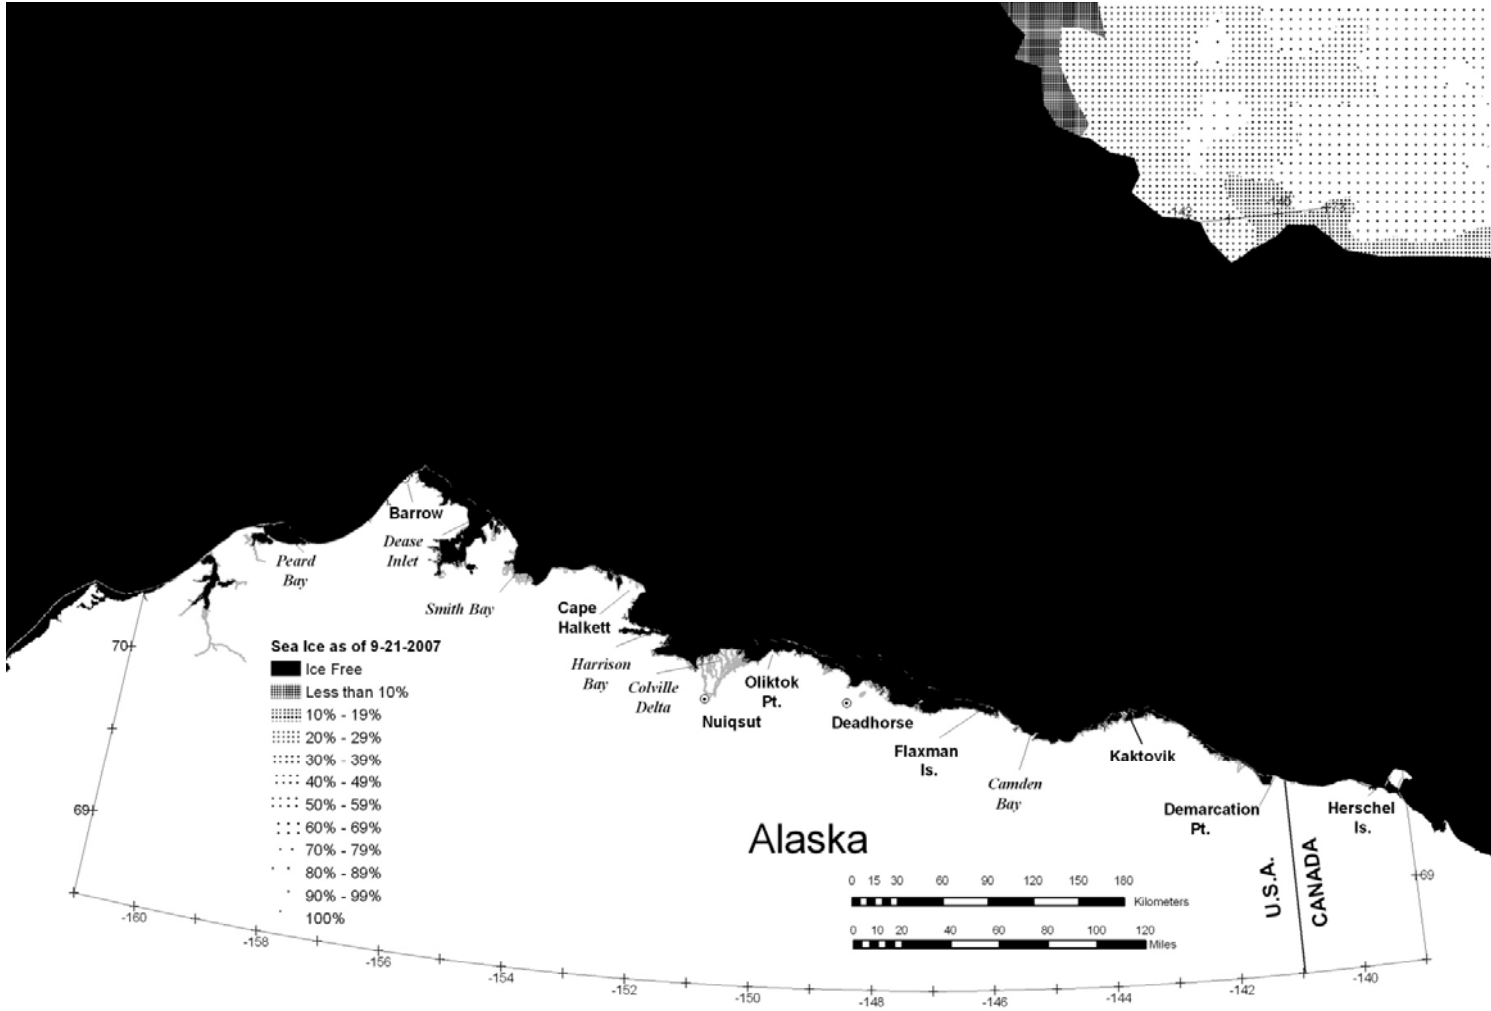 -142
-140
73
Barrow
Dease
Inlet
Peard
Bay
Smith Bay
Cape
Halkett
Harrison
Bay
Colville
Delta
Nuiqsut
Oliktok
Pt.
Deadhorse
Flaxman
Is.
Camden
Bay
Kaktovik
Demarcation
Pt.
Herschel
Is.
70
69
Sea Ice as of 9-21-2007
Ice Free
Less than 10%
10% - 19%
20% - 29%
30% - 39%
40% - 49%
50% - 59%
60% - 69%
70% - 79%
80% - 89%
90% - 99%
100%
Alaska
U.S.A.
CANADA
69
0 15 30 60 90 120 150 180
Kilometers
0 10 20 40 60 80 100 120
Miles
-160
-158
-156
-154
-152
-150
-148
-146
-144
-142
-140